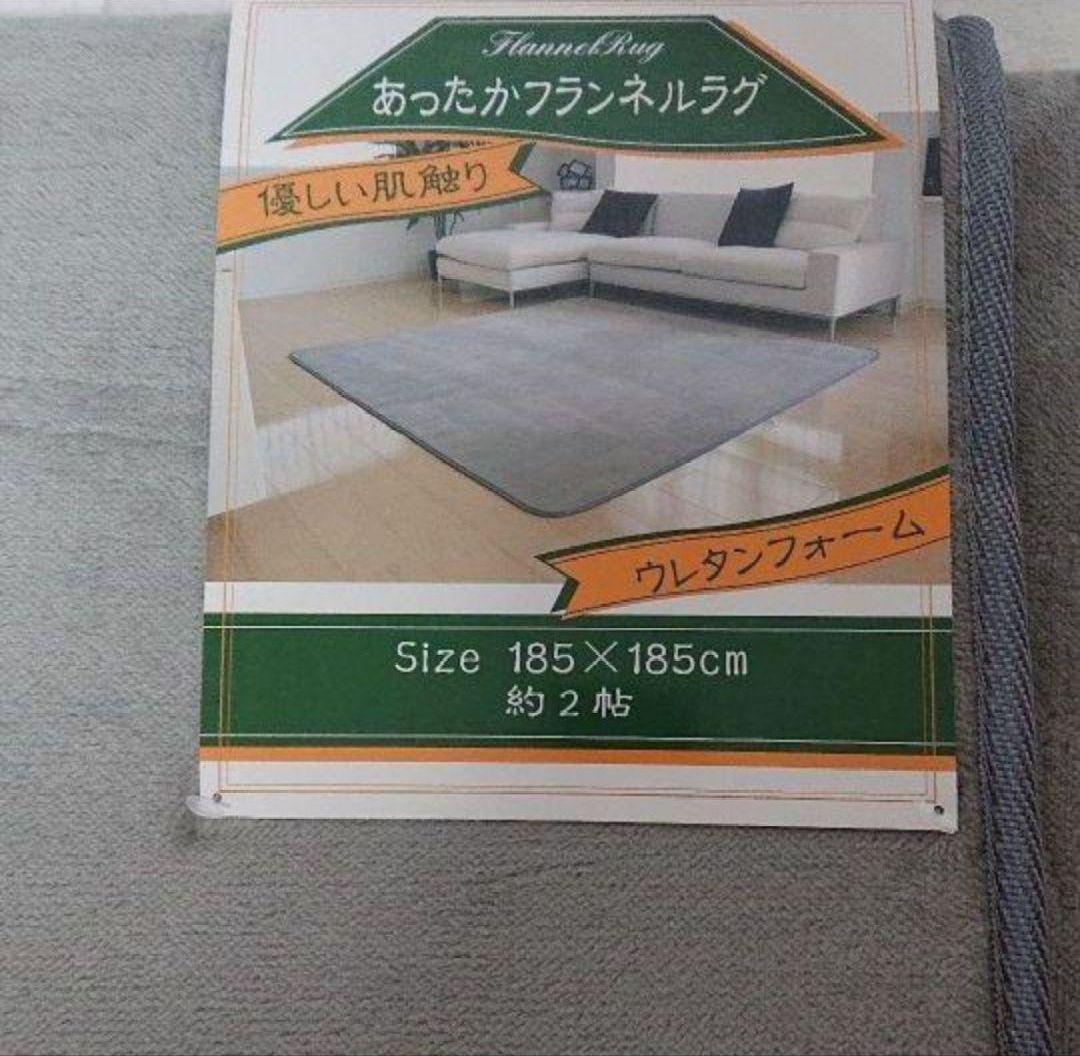 Flannel Rug
あったかフランネルラグ
優しい肌触り
ウレタンフォーム
Size 185×185cm
約2帖